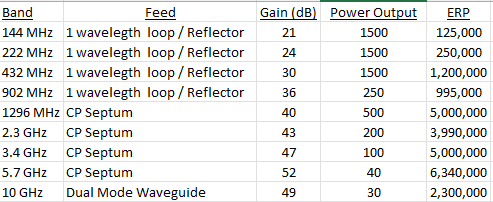 Band Feed Gain (dB) Power Output ERP
144 MHz 1 wavelegth loop / Reflector 21 1500 125,000
222 MHz 1 wavelegth loop / Reflector 24 1500 250,000
432 MHz 1 wavelegth loop / Reflector 30 1500 1,200,000
902 MHz 1 wavelegth loop / Reflector 36 250 995,000
1296 MHz CP Septum 40 500 5,000,000
2.3 GHz CP Septum 43 200 3,990,000
3.4 GHz CP Septum 47 100 5,000,000
5.7 GHz CP Septum 52 40 6,340,000
10 GHz Dual Mode Waveguide 49 30 2,300,000